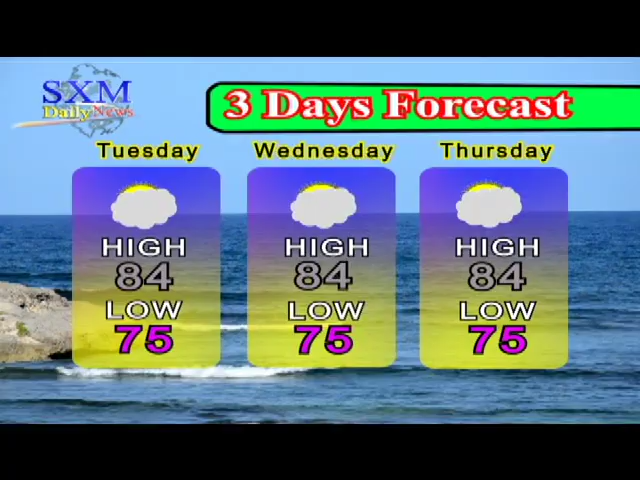 SXM
Daily News
3 Days Forecast
Tuesday
Wednesday
Thursday
HIGH
84
LOW
75
HIGH
84
LOW
75
HIGH
84
LOW
75